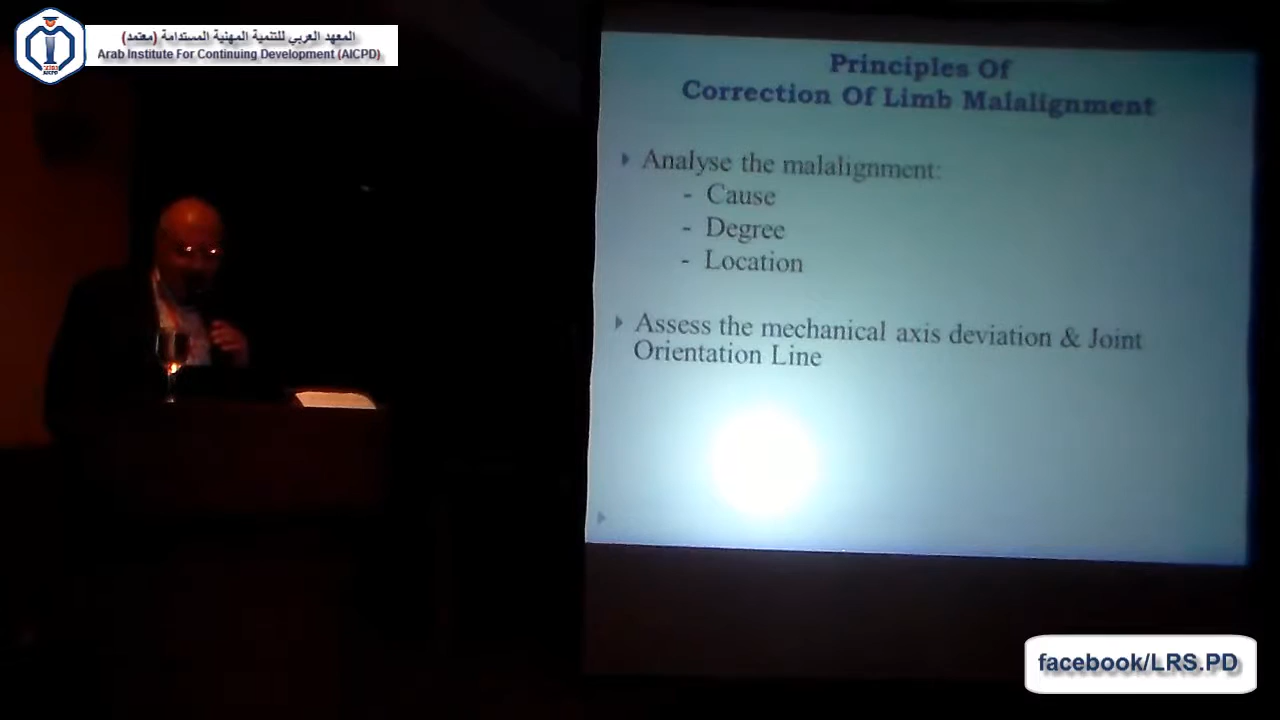 المعهد العربي للتنمية المهنية المستدامة (معتمد)
Arab Institute For Continuing Development (AICPD)
AICPD
Principles Of
Correction Of Limb Malalignment
Analyse the malalignment:
- Cause
- Degree
- Location
Assess the mechanical axis deviation & Joint
Orientation Line
facebook/LRS.PD